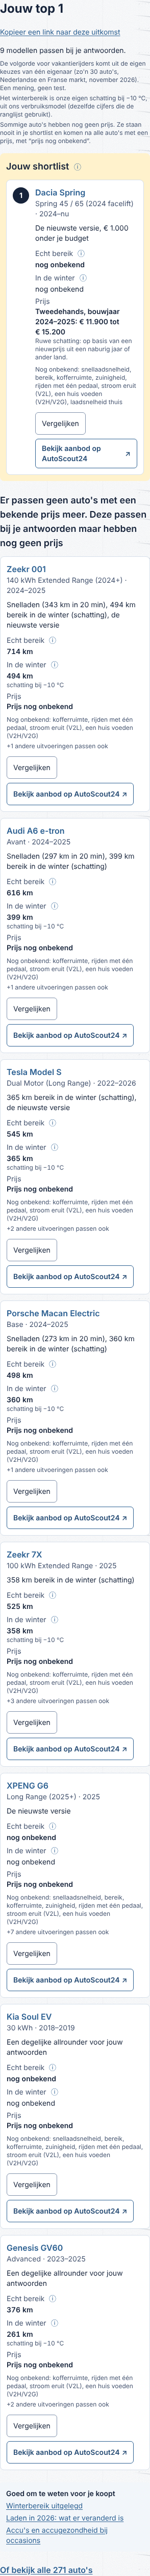 Jouw top 1
Kopieer een link naar deze uitkomst
9 modellen passen bij je antwoorden.
De volgorde voor vakantierijders komt uit de eigen
keuzes van één eigenaar (zo'n 30 auto's,
Nederlandse en Franse markt, november 2026).
Een mening, geen test.
Het winterbereik is onze eigen schatting bij −10 °C,
uit ons verbruiksmodel (dezelfde cijfers die de
ranglijst gebruikt).
Sommige auto's hebben nog geen prijs. Ze staan
nooit in je shortlist en komen na alle auto's met een
prijs, met “prijs nog onbekend”.
Jouw shortlist ⓘ
1
Dacia Spring
Spring 45 / 65 (2024 facelift)
· 2024–nu
De nieuwste versie, € 1.000
onder je budget
Echt bereik ⓘ
nog onbekend
In de winter ⓘ
nog onbekend
Prijs
Tweedehands, bouwjaar
2024–2025: € 11.900 tot
€ 15.200
Ruwe schatting: op basis van een
nieuwprijs uit een naburig jaar of
ander land.
Nog onbekend: snellaadsnelheid,
bereik, kofferruimte, zuinigheid,
rijden met één pedaal, stroom eruit
(V2L), een huis voeden
(V2H/V2G), laadsnelheid thuis
Vergelijken
Bekijk aanbod op
AutoScout24 ↗
Er passen geen auto's met een
bekende prijs meer. Deze passen
bij je antwoorden maar hebben
nog geen prijs
Zeekr 001
140 kWh Extended Range (2024+) ·
2024–2025
Snelladen (343 km in 20 min), 494 km
bereik in de winter (schatting), de
nieuwste versie
Echt bereik ⓘ
714 km
In de winter ⓘ
494 km
schatting bij −10 °C
Prijs
Prijs nog onbekend
Nog onbekend: kofferruimte, rijden met één
pedaal, stroom eruit (V2L), een huis voeden
(V2H/V2G)
+1 andere uitvoeringen passen ook
Vergelijken
Bekijk aanbod op AutoScout24 ↗
Audi A6 e-tron
Avant · 2024–2025
Snelladen (297 km in 20 min), 399 km
bereik in de winter (schatting)
Echt bereik ⓘ
616 km
In de winter ⓘ
399 km
schatting bij −10 °C
Prijs
Prijs nog onbekend
Nog onbekend: kofferruimte, rijden met één
pedaal, stroom eruit (V2L), een huis voeden
(V2H/V2G)
+1 andere uitvoeringen passen ook
Vergelijken
Bekijk aanbod op AutoScout24 ↗
Tesla Model S
Dual Motor (Long Range) · 2022–2026
365 km bereik in de winter (schatting),
de nieuwste versie
Echt bereik ⓘ
545 km
In de winter ⓘ
365 km
schatting bij −10 °C
Prijs
Prijs nog onbekend
Nog onbekend: kofferruimte, rijden met één
pedaal, stroom eruit (V2L), een huis voeden
(V2H/V2G)
+2 andere uitvoeringen passen ook
Vergelijken
Bekijk aanbod op AutoScout24 ↗
Porsche Macan Electric
Base · 2024–2025
Snelladen (273 km in 20 min), 360 km
bereik in de winter (schatting)
Echt bereik ⓘ
498 km
In de winter ⓘ
360 km
schatting bij −10 °C
Prijs
Prijs nog onbekend
Nog onbekend: kofferruimte, rijden met één
pedaal, stroom eruit (V2L), een huis voeden
(V2H/V2G)
+1 andere uitvoeringen passen ook
Vergelijken
Bekijk aanbod op AutoScout24 ↗
Zeekr 7X
100 kWh Extended Range · 2025
358 km bereik in de winter (schatting)
Echt bereik ⓘ
525 km
In de winter ⓘ
358 km
schatting bij −10 °C
Prijs
Prijs nog onbekend
Nog onbekend: kofferruimte, rijden met één
pedaal, stroom eruit (V2L), een huis voeden
(V2H/V2G)
+3 andere uitvoeringen passen ook
Vergelijken
Bekijk aanbod op AutoScout24 ↗
XPENG G6
Long Range (2025+) · 2025
De nieuwste versie
Echt bereik ⓘ
nog onbekend
In de winter ⓘ
nog onbekend
Prijs
Prijs nog onbekend
Nog onbekend: snellaadsnelheid, bereik,
kofferruimte, zuinigheid, rijden met één pedaal,
stroom eruit (V2L), een huis voeden
(V2H/V2G)
+7 andere uitvoeringen passen ook
Vergelijken
Bekijk aanbod op AutoScout24 ↗
Kia Soul EV
30 kWh · 2018–2019
Een degelijke allrounder voor jouw
antwoorden
Echt bereik ⓘ
nog onbekend
In de winter ⓘ
nog onbekend
Prijs
Prijs nog onbekend
Nog onbekend: snellaadsnelheid, bereik,
kofferruimte, zuinigheid, rijden met één pedaal,
stroom eruit (V2L), een huis voeden
(V2H/V2G)
Vergelijken
Bekijk aanbod op AutoScout24 ↗
Genesis GV60
Advanced · 2023–2025
Een degelijke allrounder voor jouw
antwoorden
Echt bereik ⓘ
376 km
In de winter ⓘ
261 km
schatting bij −10 °C
Prijs
Prijs nog onbekend
Nog onbekend: kofferruimte, rijden met één
pedaal, stroom eruit (V2L), een huis voeden
(V2H/V2G)
+2 andere uitvoeringen passen ook
Vergelijken
Bekijk aanbod op AutoScout24 ↗
Goed om te weten voor je koopt
Winterbereik uitgelegd
Laden in 2026: wat er veranderd is
Accu's en accugezondheid bij
occasions
Of bekijk alle 271 auto's